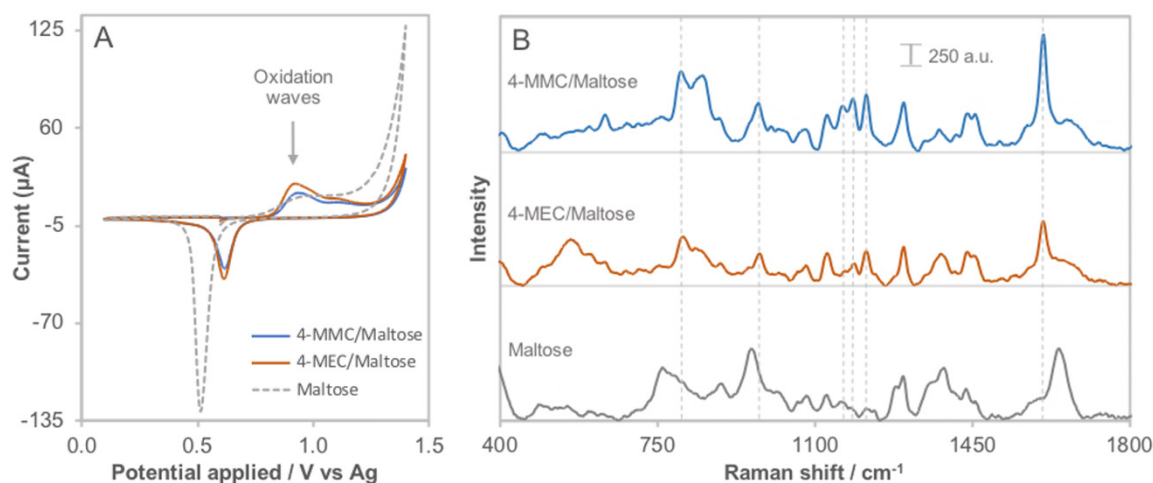 A
125
60
-5
-70
-135
Current (µA)
Oxidation
waves
4-MMC/Maltose
4-MEC/Maltose
Maltose
0.0
0.5
1.0
1.5
Potential applied / V vs Ag
B
250 a.u.
4-MMC/Maltose
4-MEC/Maltose
Maltose
Intensity
400
750
1100
1450
1800
Raman shift / cm⁻¹